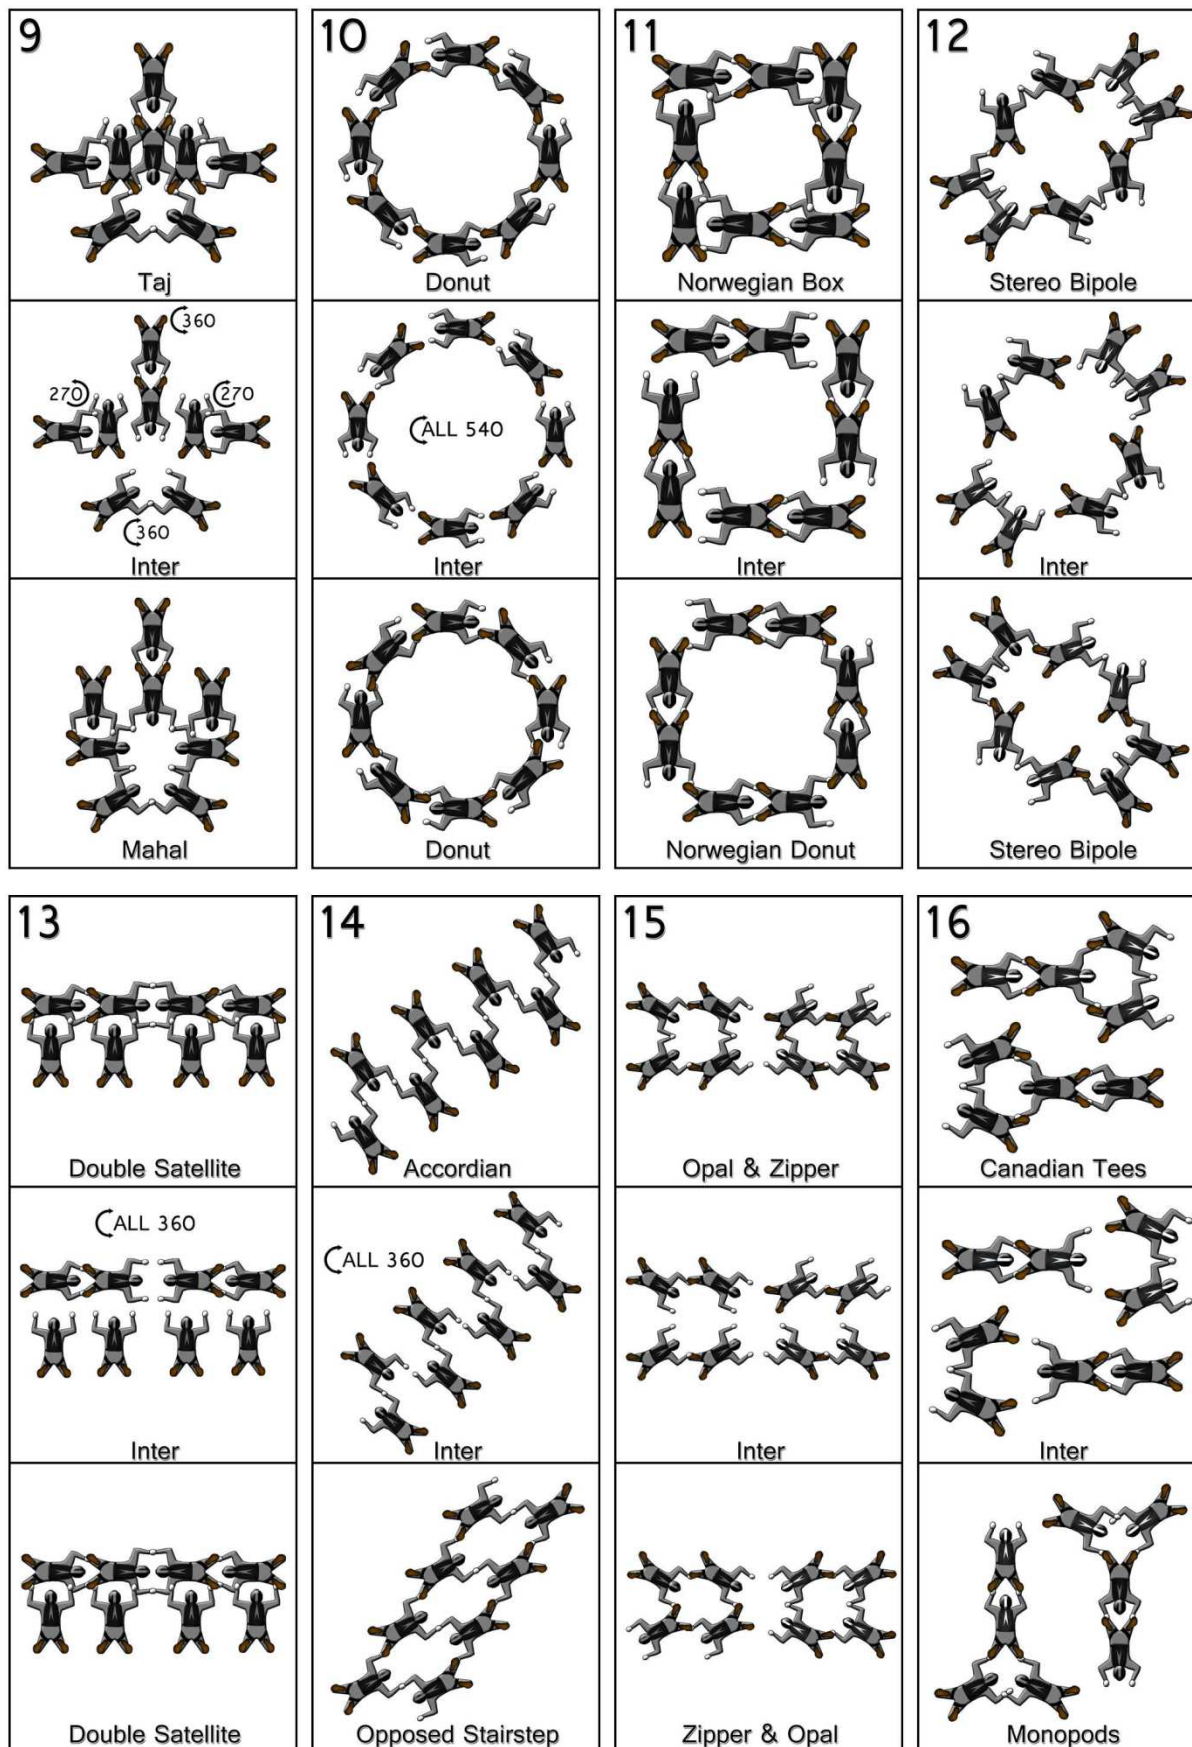 9
10
11
12
Taj
Donut
Norwegian Box
Stereo Bipole
360
270
270
360
ALL 540
Inter
Inter
Inter
Inter
Mahal
Donut
Norwegian Donut
Stereo Bipole
13
14
15
16
Double Satellite
Accordian
Opal & Zipper
Canadian Tees
ALL 360
ALL 360
Inter
Inter
Inter
Inter
Double Satellite
Opposed Stairstep
Zipper & Opal
Monopods